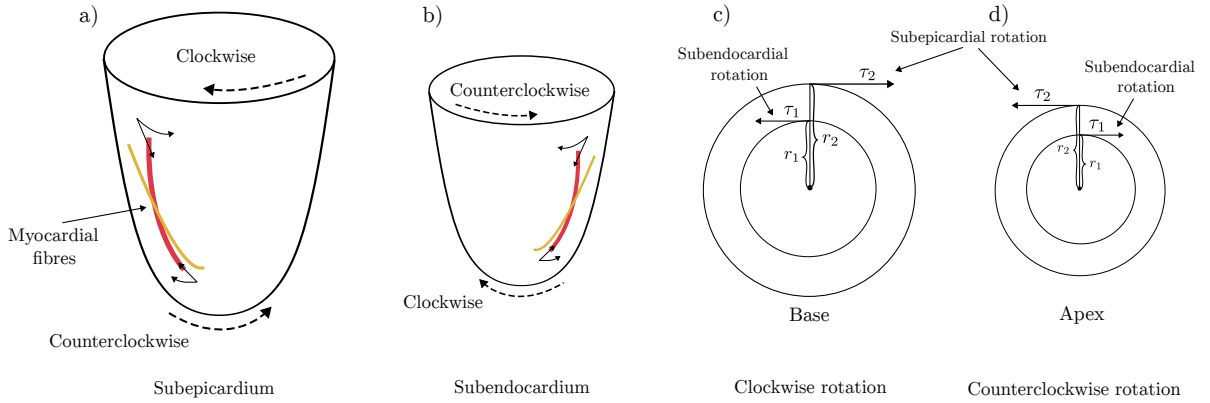 a)
Clockwise
Myocardial
fibres
Counterclockwise
Subepicardium
b)
Counterclockwise
Clockwise
Subendocardium
c)
Subendocardial
rotation
τ2
τ1
r1
r2
Base
Clockwise rotation
d)
Subepicardial rotation
Subendocardial
rotation
τ2
τ1
r2
r1
Apex
Counterclockwise rotation